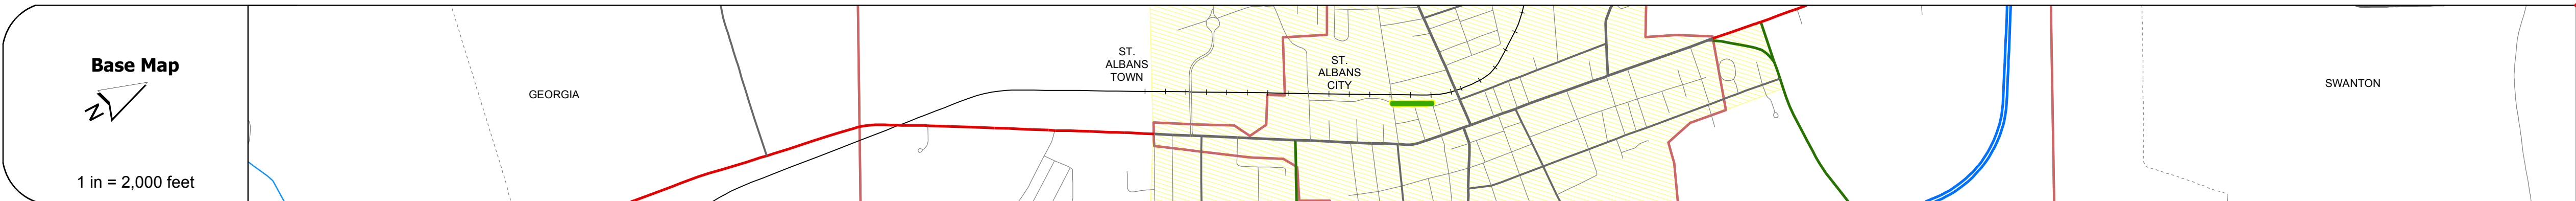 Base Map
N
1 in = 2,000 feet
GEORGIA
ST.
ALBANS
TOWN
ST.
ALBANS
CITY
SWANTON